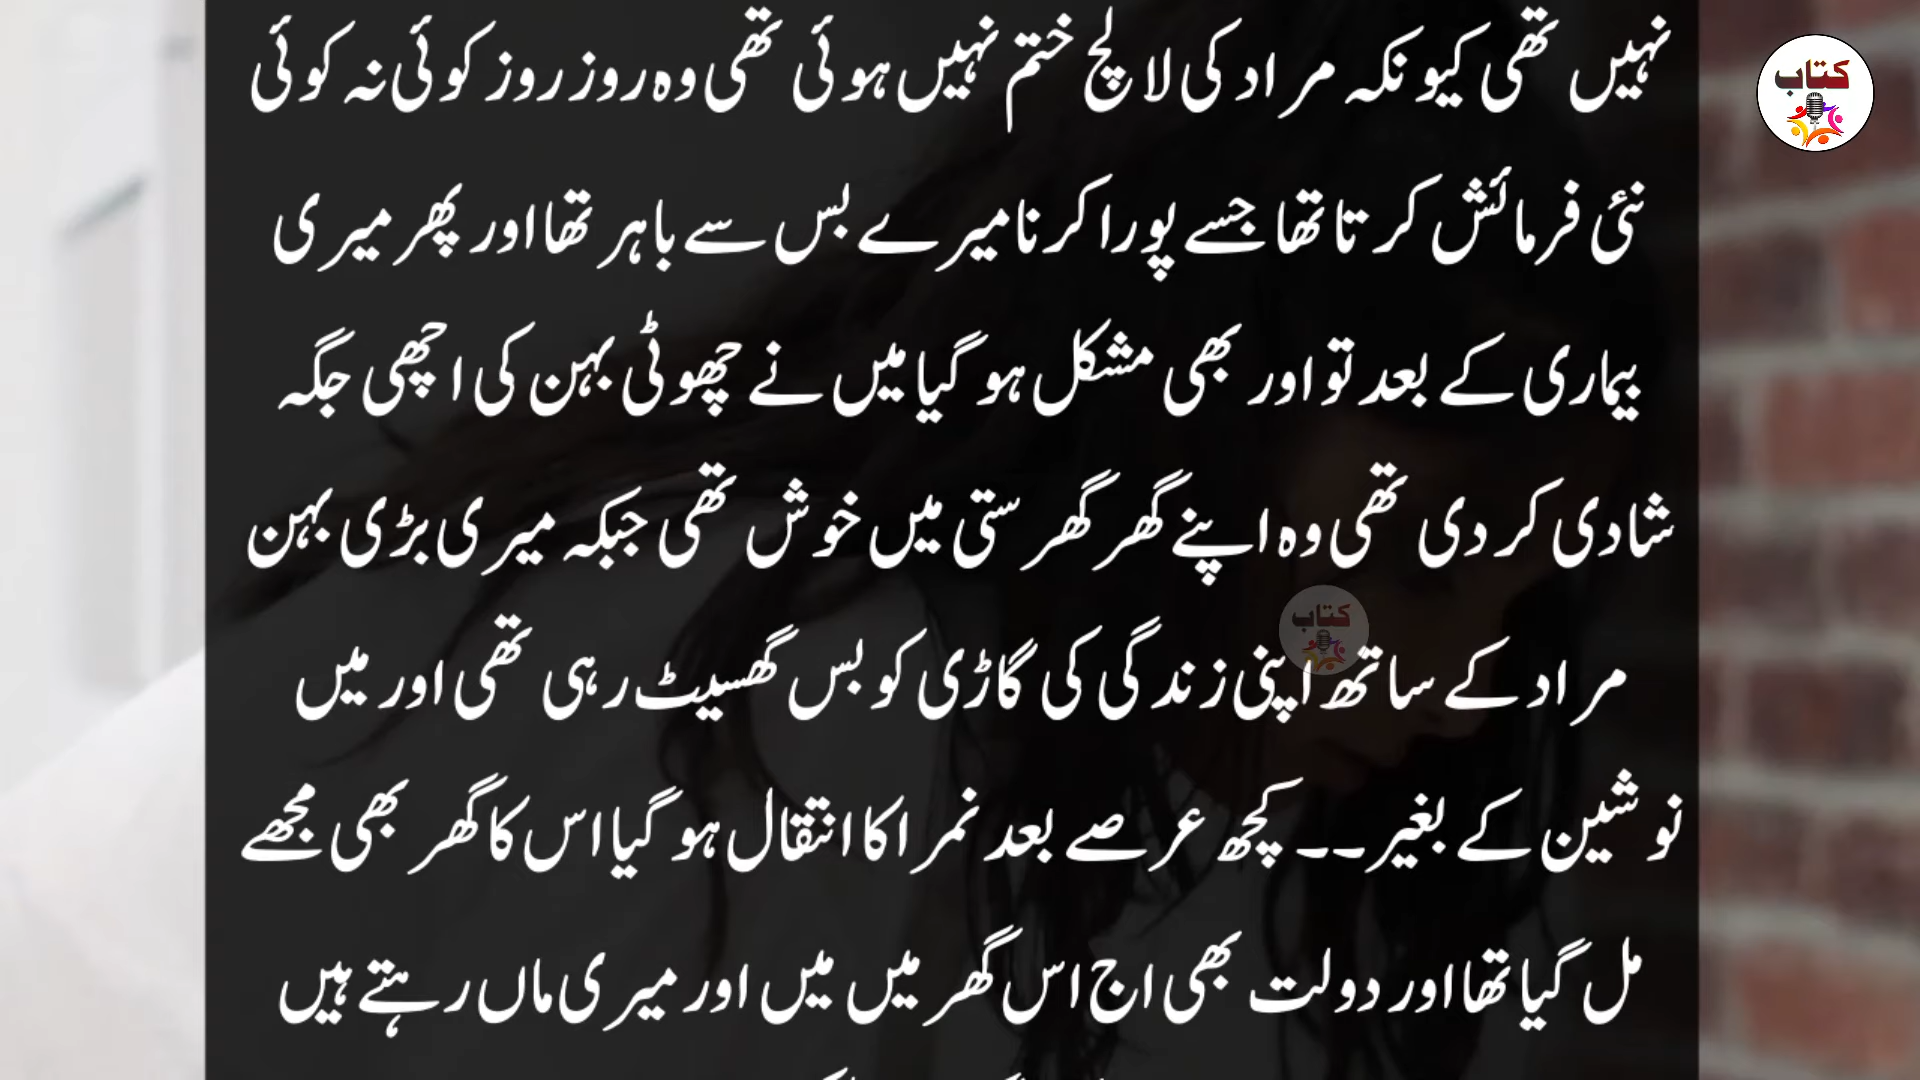 نہیں تھی کیونکہ مراد کی لالچ ختم نہیں ہوئی تھی وہ روز روز کوئی نہ کوئی
نئی فرمائش کرتا تھا جسے پورا کرنا میرے بس سے باہر تھا اور پھر میری
بیماری کے بعد تو اور بھی مشکل ہو گیا میں نے چھوٹی بہن کی اچھی جگہ
شادی کر دی تھی وہ اپنے گھر گھر ستی میں خوش تھی جبکہ میری بڑی بہن
مراد کے ساتھ اپنی زندگی کی گاڑی کو بس گھسیٹ رہی تھی اور میں
نوشین کے بغیر ۔۔ کچھ عرصے بعد نمرا کا انتقال ہو گیا اس کا گھر بھی مجھے
مل گیا تھا اور دولت بھی اج اس گھر میں میں اور میری ماں رہتے ہیں
کتاب
کتاب